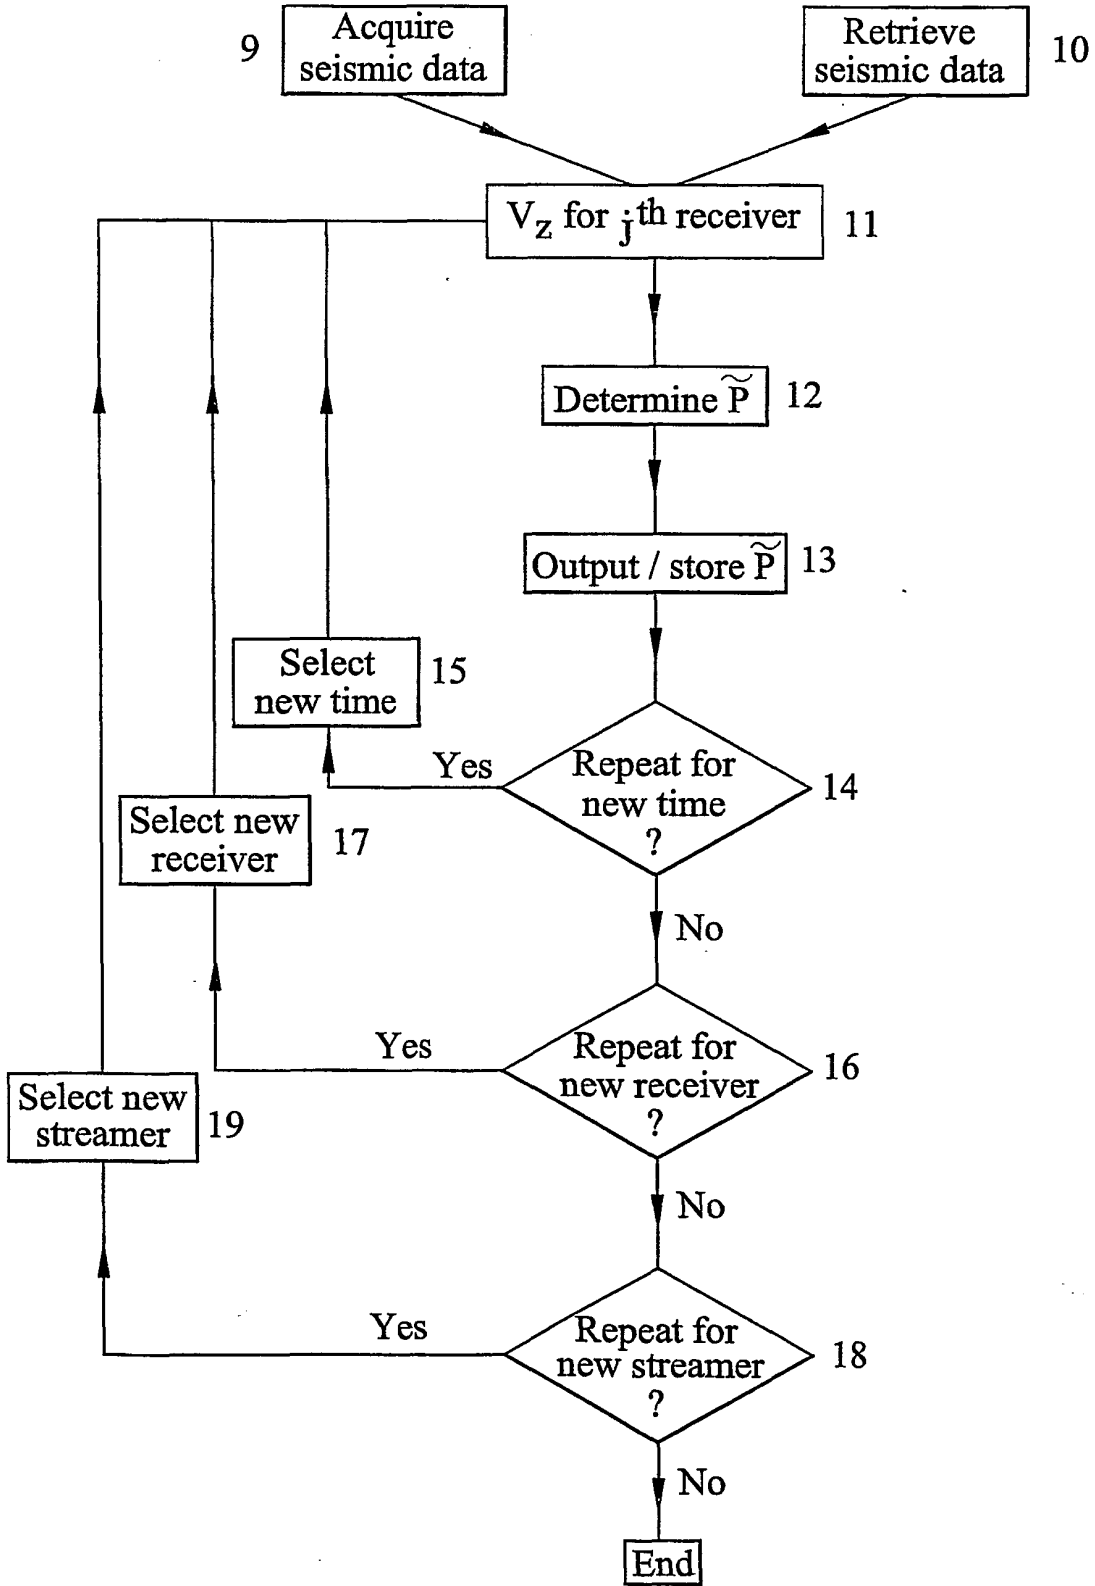 9
Acquire
seismic data
Retrieve
seismic data
10
V_z for j^th receiver
11
Determine P̃
12
Output / store P̃
13
Select
new time
15
Yes
Repeat for
new time
?
14
Select new
receiver
17
No
Yes
Repeat for
new receiver
?
16
Select new
streamer
19
No
Yes
Repeat for
new streamer
?
18
No
End